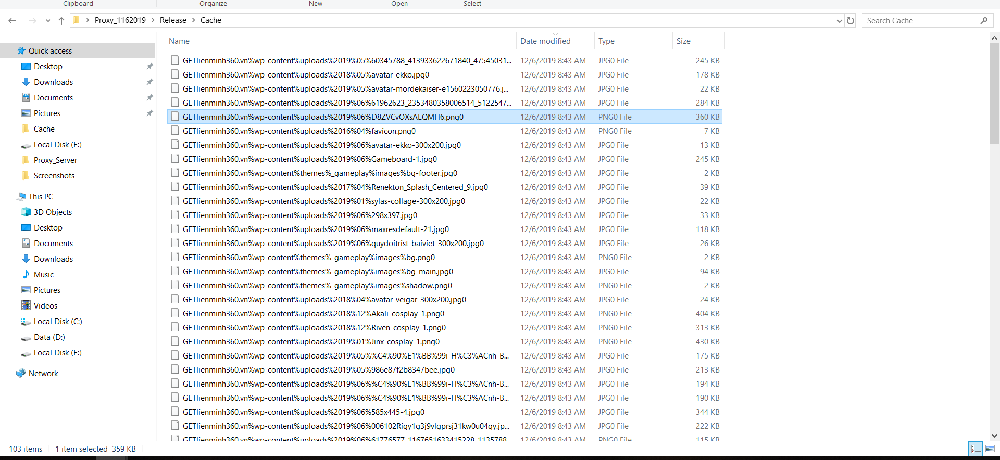 Clipboard Organize New Open Select
Proxy_1162019 Release Cache
Search Cache
Name Date modified Type Size
Quick access
Desktop
Downloads
Documents
Pictures
Cache
Local Disk (E:)
Proxy_Server
Screenshots
This PC
3D Objects
Desktop
Documents
Downloads
Music
Pictures
Videos
Local Disk (C:)
Data (D:)
Local Disk (E:)
Network
GETlienminh360.vn%wp-content%uploads%2019%05%60345788_413933622671840_47545031... 12/6/2019 8:43 AM JPG0 File 245 KB
GETlienminh360.vn%wp-content%uploads%2018%05%avatar-ekko.jpg0 12/6/2019 8:43 AM JPG0 File 178 KB
GETlienminh360.vn%wp-content%uploads%2019%05%avatar-mordekaiser-e1560223050776.j... 12/6/2019 8:43 AM JPG0 File 22 KB
GETlienminh360.vn%wp-content%uploads%2019%06%61962623_2353480358006514_5122547... 12/6/2019 8:43 AM JPG0 File 284 KB
GETlienminh360.vn%wp-content%uploads%2019%06%D8ZVCvOXsAEQMH6.png0 12/6/2019 8:43 AM PNG0 File 360 KB
GETlienminh360.vn%wp-content%uploads%2016%04%favicon.png0 12/6/2019 8:43 AM PNG0 File 7 KB
GETlienminh360.vn%wp-content%uploads%2019%06%avatar-ekko-300x200.jpg0 12/6/2019 8:43 AM JPG0 File 13 KB
GETlienminh360.vn%wp-content%uploads%2019%06%Gameboard-1.jpg0 12/6/2019 8:43 AM JPG0 File 245 KB
GETlienminh360.vn%wp-content%themes%_gameplay%images%bg-footer.jpg0 12/6/2019 8:43 AM JPG0 File 2 KB
GETlienminh360.vn%wp-content%uploads%2017%04%Renekton_Splash_Centered_9.jpg0 12/6/2019 8:43 AM JPG0 File 39 KB
GETlienminh360.vn%wp-content%uploads%2019%01%sylas-collage-300x200.jpg0 12/6/2019 8:43 AM JPG0 File 22 KB
GETlienminh360.vn%wp-content%uploads%2019%06%298x397.jpg0 12/6/2019 8:43 AM JPG0 File 33 KB
GETlienminh360.vn%wp-content%uploads%2019%06%maxresdefault-21.jpg0 12/6/2019 8:43 AM JPG0 File 118 KB
GETlienminh360.vn%wp-content%uploads%2019%06%quydoitrist_baiviet-300x200.jpg0 12/6/2019 8:43 AM JPG0 File 26 KB
GETlienminh360.vn%wp-content%themes%_gameplay%images%bg.png0 12/6/2019 8:43 AM PNG0 File 2 KB
GETlienminh360.vn%wp-content%themes%_gameplay%images%bg-main.jpg0 12/6/2019 8:43 AM JPG0 File 94 KB
GETlienminh360.vn%wp-content%themes%_gameplay%images%shadow.png0 12/6/2019 8:43 AM PNG0 File 2 KB
GETlienminh360.vn%wp-content%uploads%2018%04%avatar-veigar-300x200.jpg0 12/6/2019 8:43 AM JPG0 File 24 KB
GETlienminh360.vn%wp-content%uploads%2018%12%Akali-cosplay-1.png0 12/6/2019 8:43 AM PNG0 File 404 KB
GETlienminh360.vn%wp-content%uploads%2018%12%Riven-cosplay-1.png0 12/6/2019 8:43 AM PNG0 File 313 KB
GETlienminh360.vn%wp-content%uploads%2019%01%Jinx-cosplay-1.png0 12/6/2019 8:43 AM PNG0 File 430 KB
GETlienminh360.vn%wp-content%uploads%2019%05%%C4%90%E1%BB%99i-H%C3%ACnh-B... 12/6/2019 8:43 AM JPG0 File 175 KB
GETlienminh360.vn%wp-content%uploads%2019%05%986e87f2b8347bee.jpg0 12/6/2019 8:43 AM JPG0 File 213 KB
GETlienminh360.vn%wp-content%uploads%2019%06%%C4%90%E1%BB%99i-H%C3%ACnh-B... 12/6/2019 8:43 AM JPG0 File 194 KB
GETlienminh360.vn%wp-content%uploads%2019%06%%C4%90%E1%BB%99i-H%C3%ACnh-B... 12/6/2019 8:43 AM JPG0 File 190 KB
GETlienminh360.vn%wp-content%uploads%2019%06%585x445-4.jpg0 12/6/2019 8:43 AM JPG0 File 344 KB
GETlienminh360.vn%wp-content%uploads%2019%06%006102Rigy1g3j9vlgprsj31kw0u04qy.jp... 12/6/2019 8:43 AM JPG0 File 222 KB
GETlienminh360.vn%wp-content%uploads%2019%06%61776577_1167651633415228_1135788... 12/6/2019 8:43 AM JPG0 File 115 KB
103 items 1 item selected 359 KB